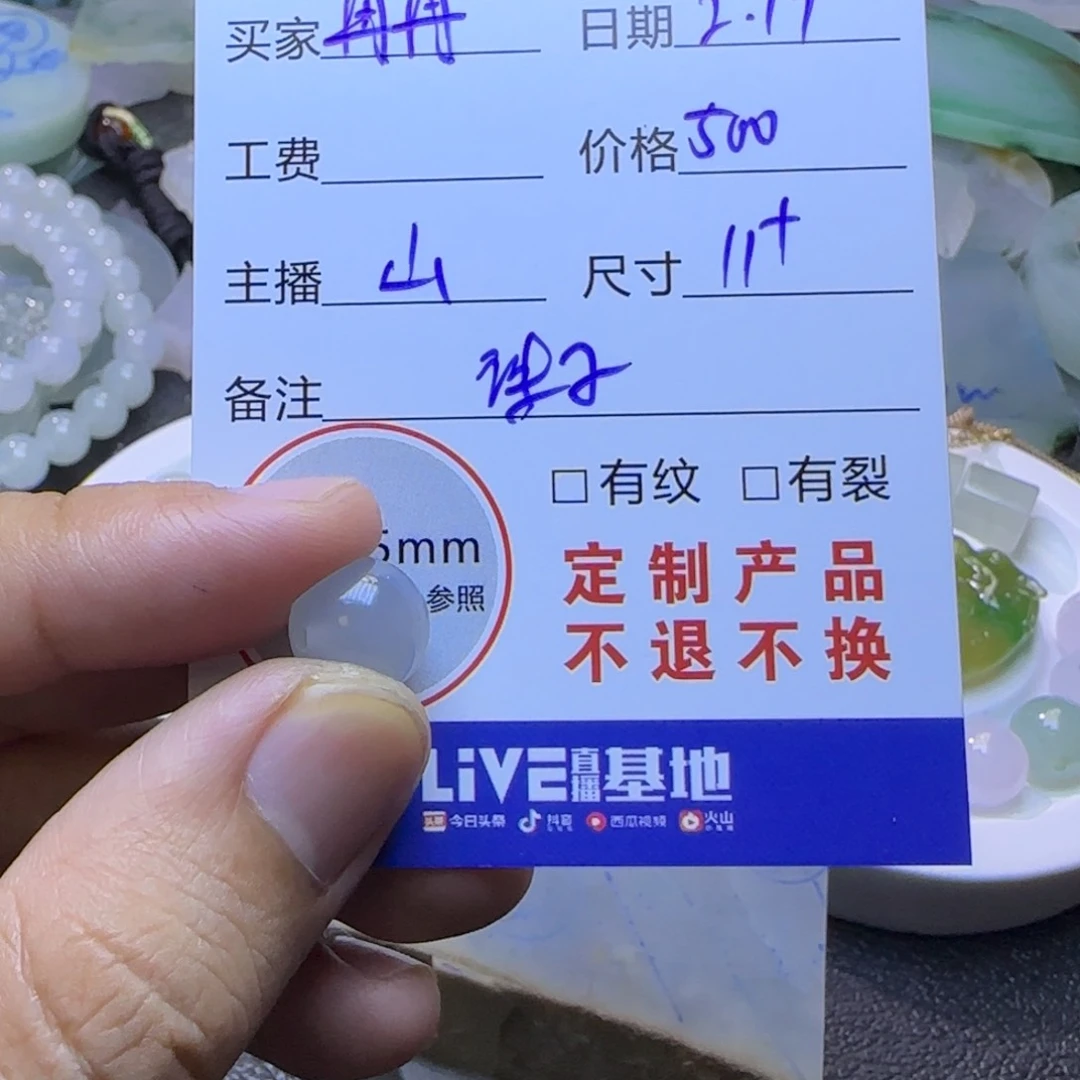 买家 日期 2.17
工费 价格 500
主播 山 尺寸 11+
备注 珠子
□有纹 □有裂
5mm
参照
定制产品
不退不换
LiVE直播基地
头条 今日头条 抖音 西瓜视频 火山